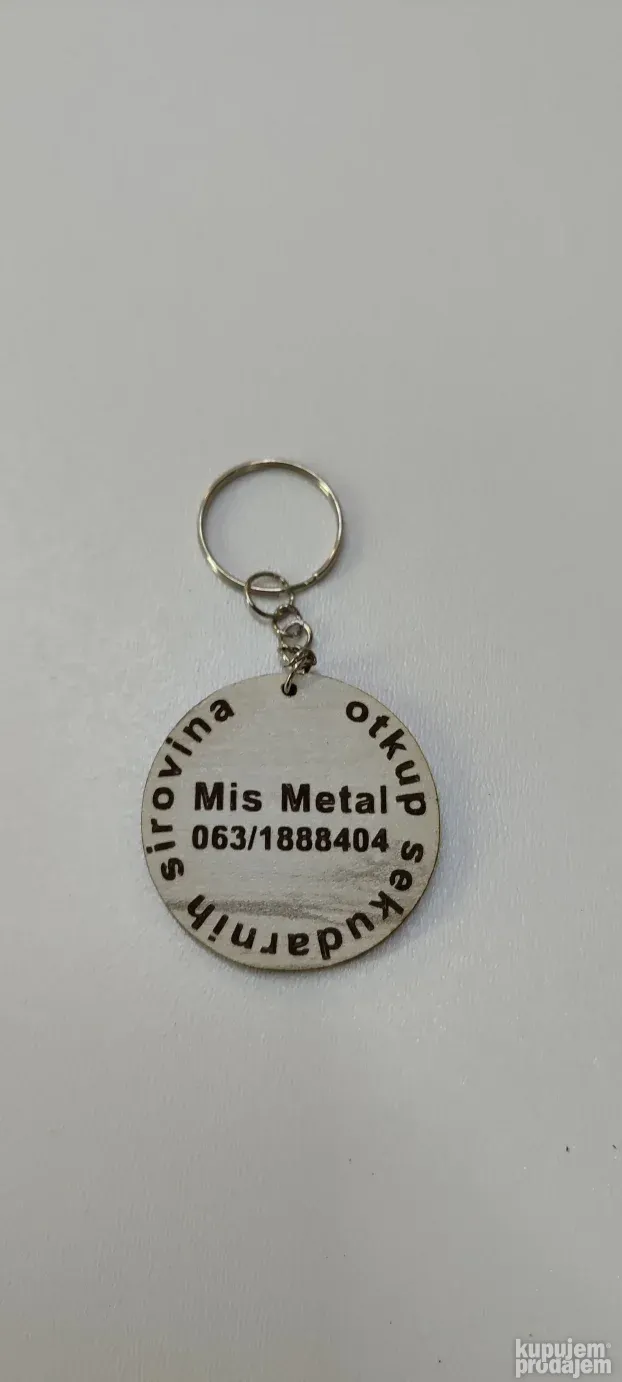 otkup sekudarnih sirovina
Mis Metal
063/1888404
kupujem
prodajem